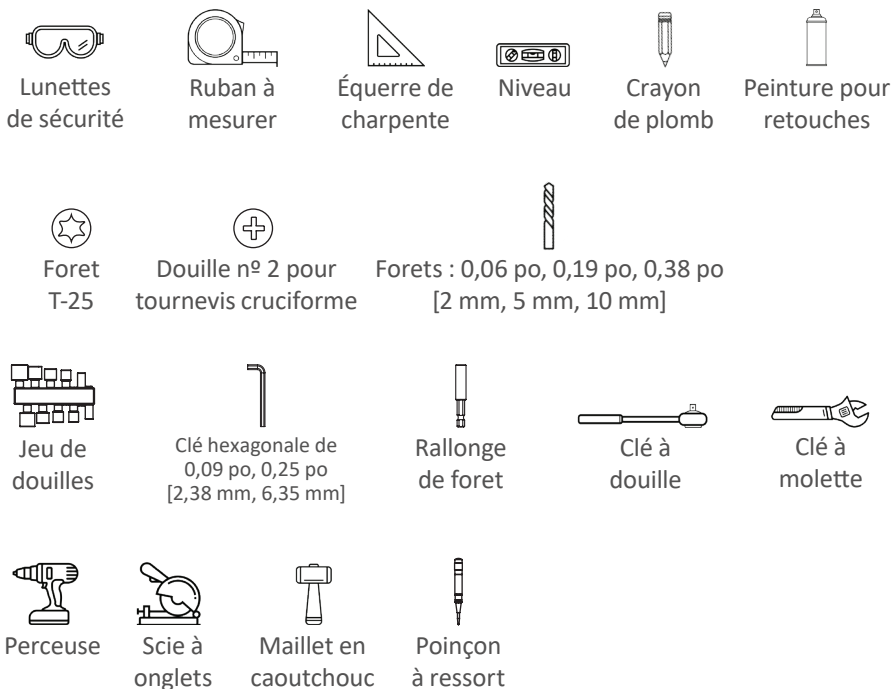 Lunettes
de sécurité
Ruban à
mesurer
Équerre de
charpente
Niveau
Crayon
de plomb
Peinture pour
retouches
Foret
T-25
Douille nº 2 pour
tournevis cruciforme
Forets : 0,06 po, 0,19 po, 0,38 po
[2 mm, 5 mm, 10 mm]
Jeu de
douilles
Clé hexagonale de
0,09 po, 0,25 po
[2,38 mm, 6,35 mm]
Rallonge
de foret
Clé à
douille
Clé à
molette
Perceuse
Scie à
onglets
Maillet en
caoutchouc
Poinçon
à ressort